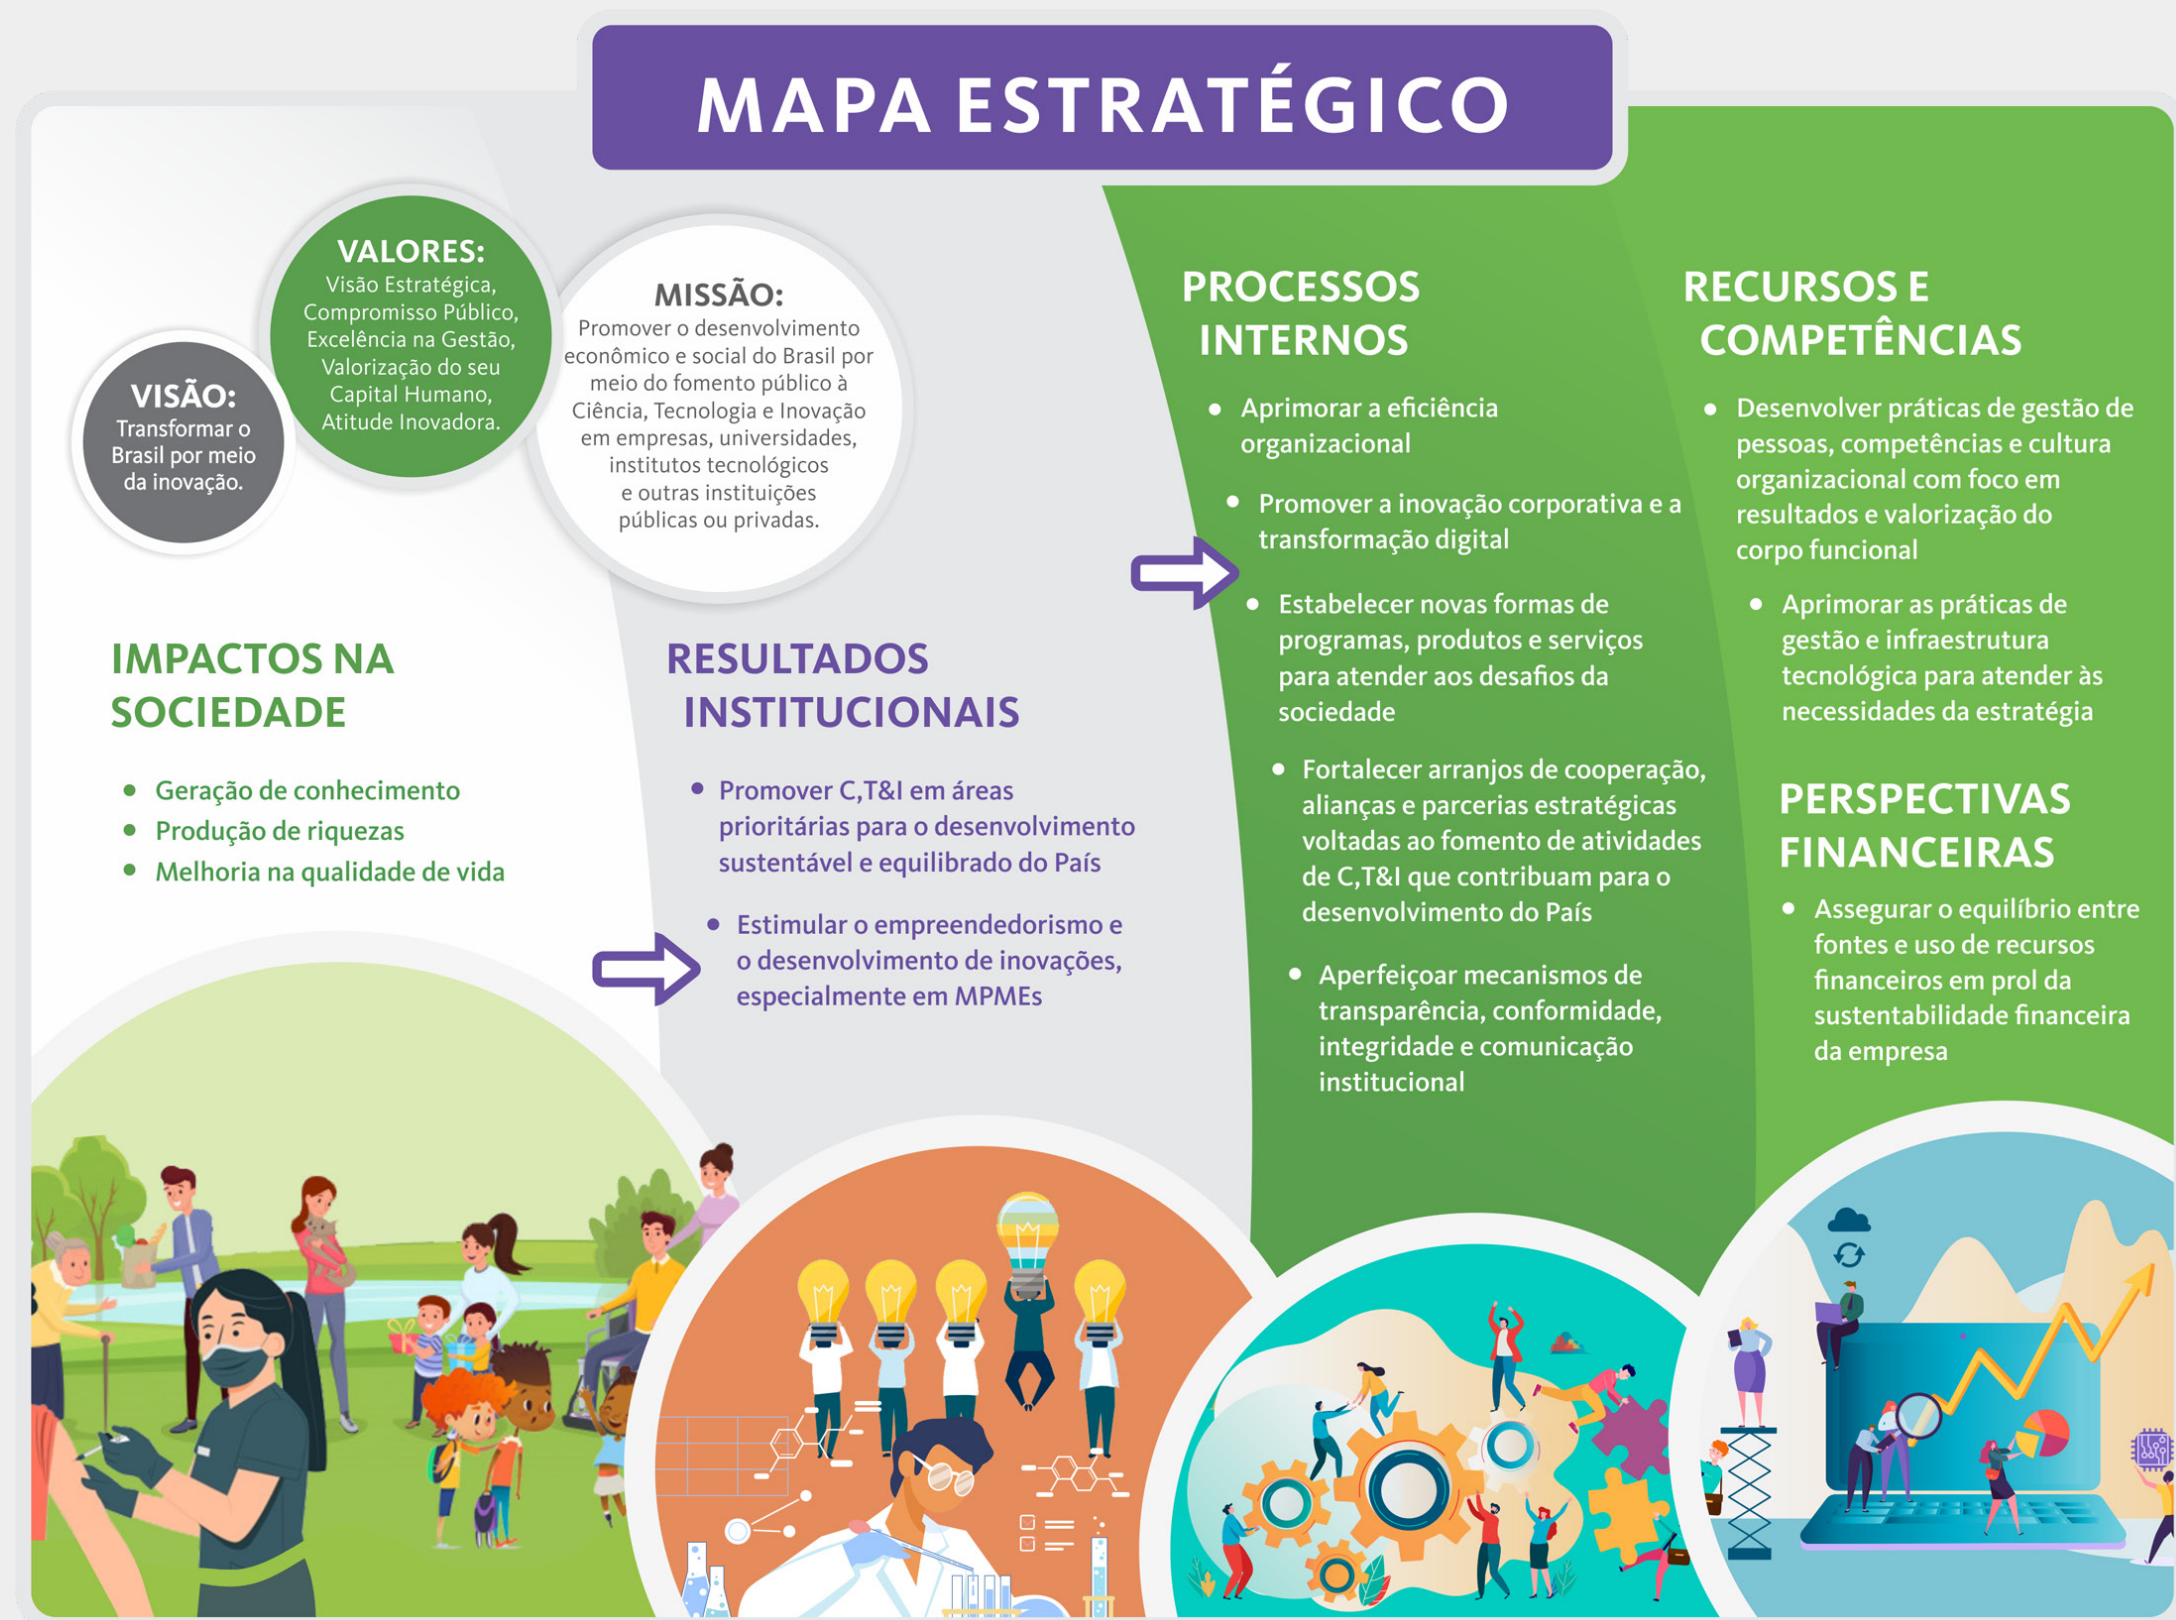 MAPA ESTRATÉGICO
VISÃO:
Transformar o
Brasil por meio
da inovação.
VALORES:
Visão Estratégica,
Compromisso Público,
Excelência na Gestão,
Valorização do seu
Capital Humano,
Atitude Inovadora.
MISSÃO:
Promover o desenvolvimento
econômico e social do Brasil por
meio do fomento público à
Ciência, Tecnologia e Inovação
em empresas, universidades,
institutos tecnológicos
e outras instituições
públicas ou privadas.
IMPACTOS NA
SOCIEDADE
• Geração de conhecimento
• Produção de riquezas
• Melhoria na qualidade de vida
RESULTADOS
INSTITUCIONAIS
• Promover C,T&I em áreas
prioritárias para o desenvolvimento
sustentável e equilibrado do País
• Estimular o empreendedorismo e
o desenvolvimento de inovações,
especialmente em MPMEs
PROCESSOS
INTERNOS
• Aprimorar a eficiência
organizacional
• Promover a inovação corporativa e a
transformação digital
• Estabelecer novas formas de
programas, produtos e serviços
para atender aos desafios da
sociedade
• Fortalecer arranjos de cooperação,
alianças e parcerias estratégicas
voltadas ao fomento de atividades
de C,T&I que contribuam para o
desenvolvimento do País
• Aperfeiçoar mecanismos de
transparência, conformidade,
integridade e comunicação
institucional
RECURSOS E
COMPETÊNCIAS
• Desenvolver práticas de gestão de
pessoas, competências e cultura
organizacional com foco em
resultados e valorização do
corpo funcional
• Aprimorar as práticas de
gestão e infraestrutura
tecnológica para atender às
necessidades da estratégia
PERSPECTIVAS
FINANCEIRAS
• Assegurar o equilíbrio entre
fontes e uso de recursos
financeiros em prol da
sustentabilidade financeira
da empresa